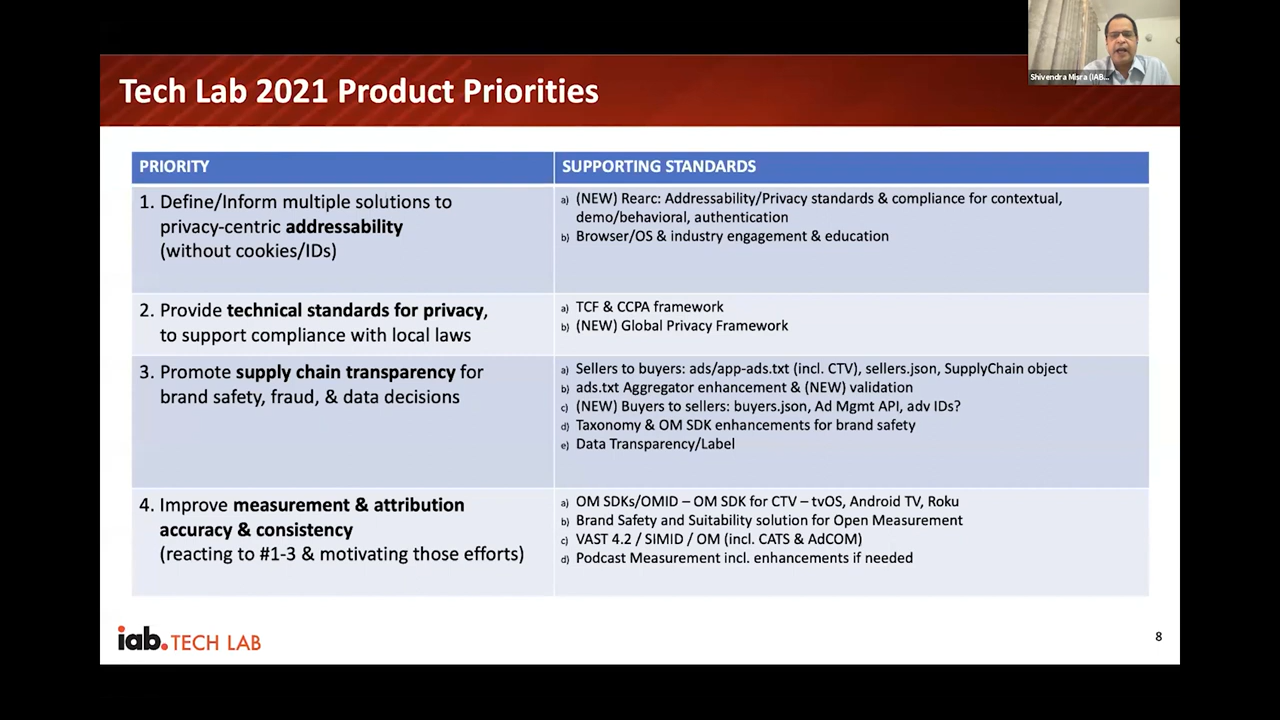 Shivendra Misra (IAB...
Tech Lab 2021 Product Priorities
PRIORITY
SUPPORTING STANDARDS
1. Define/Inform multiple solutions to
privacy-centric addressability
(without cookies/IDs)
a) (NEW) Rearc: Addressability/Privacy standards & compliance for contextual,
demo/behavioral, authentication
b) Browser/OS & industry engagement & education
2. Provide technical standards for privacy,
to support compliance with local laws
a) TCF & CCPA framework
b) (NEW) Global Privacy Framework
3. Promote supply chain transparency for
brand safety, fraud, & data decisions
a) Sellers to buyers: ads/app-ads.txt (incl. CTV), sellers.json, SupplyChain object
b) ads.txt Aggregator enhancement & (NEW) validation
c) (NEW) Buyers to sellers: buyers.json, Ad Mgmt API, adv IDs?
d) Taxonomy & OM SDK enhancements for brand safety
e) Data Transparency/Label
4. Improve measurement & attribution
accuracy & consistency
(reacting to #1-3 & motivating those efforts)
a) OM SDKs/OMID – OM SDK for CTV – tvOS, Android TV, Roku
b) Brand Safety and Suitability solution for Open Measurement
c) VAST 4.2 / SIMID / OM (incl. CATS & AdCOM)
d) Podcast Measurement incl. enhancements if needed
iab. TECH LAB
8